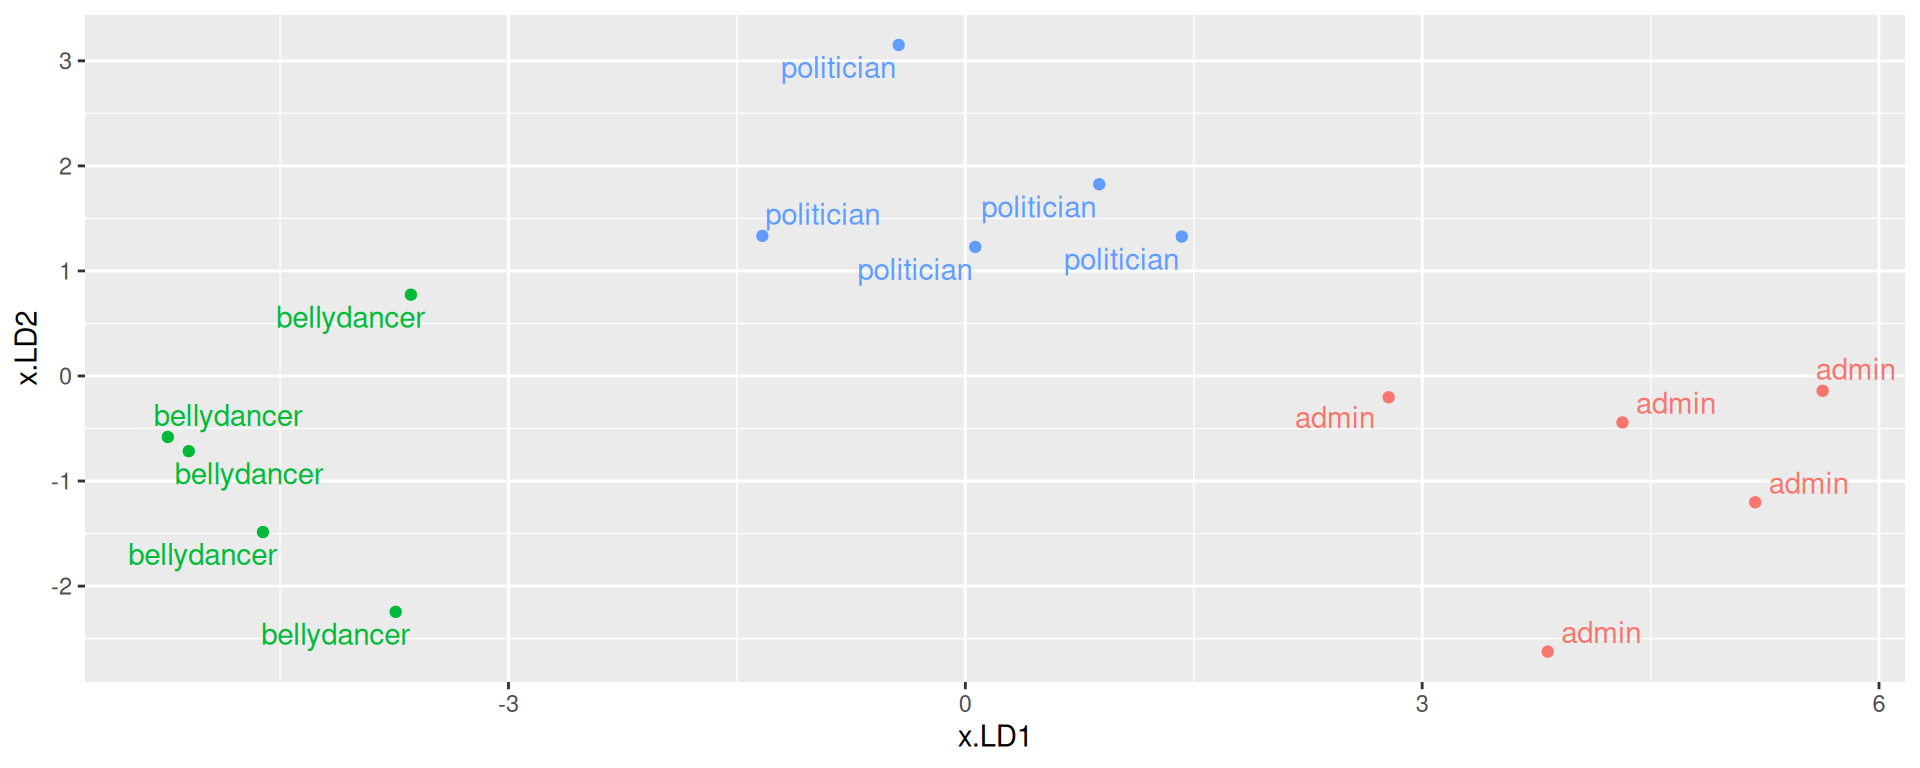 3
politician
2
politician
politician
politician
politician
1
bellydancer
x.LD2
0
admin
admin
admin
bellydancer
bellydancer
-1
admin
bellydancer
-2
bellydancer
admin
-3
0
3
6
x.LD1